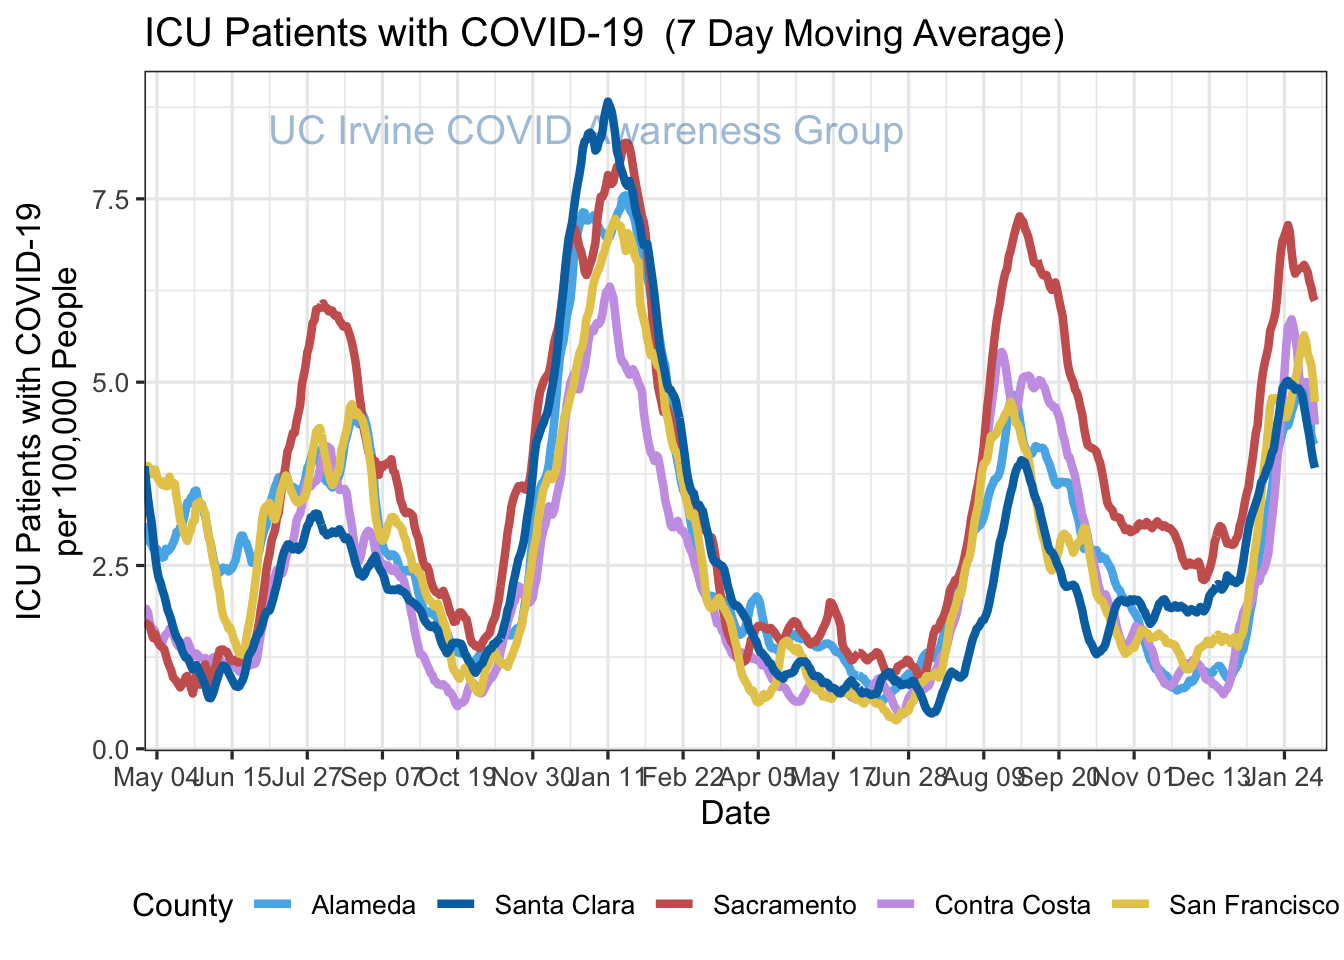 ICU Patients with COVID-19 (7 Day Moving Average)
UC Irvine COVID Awareness Group
ICU Patients with COVID-19
per 100,000 People
7.5
5.0
2.5
0.0
May 04 Jun 15 Jul 27 Sep 07 Oct 19 Nov 30 Jan 11 Feb 22 Apr 05 May 17 Jun 28 Aug 09 Sep 20 Nov 01 Dec 13 Jan 24
Date
County Alameda Santa Clara Sacramento Contra Costa San Francisco